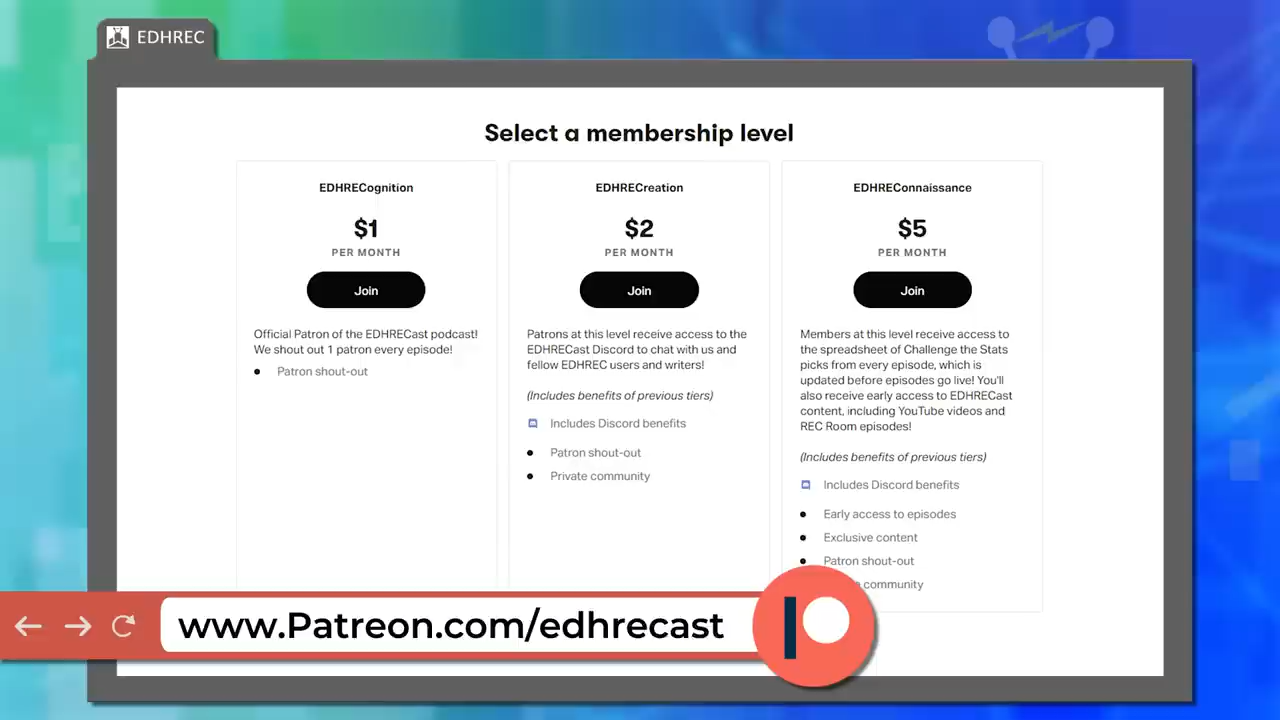 EDHREC
Select a membership level
EDHRECognition
$1
PER MONTH
Join
Official Patron of the EDHRECast podcast!
We shout out 1 patron every episode!
Patron shout-out
EDHRECreation
$2
PER MONTH
Join
Patrons at this level receive access to the
EDHRECast Discord to chat with us and
fellow EDHREC users and writers!
(Includes benefits of previous tiers)
Includes Discord benefits
Patron shout-out
Private community
EDHREConnaissance
$5
PER MONTH
Join
Members at this level receive access to
the spreadsheet of Challenge the Stats
picks from every episode, which is
updated before episodes go live! You'll
also receive early access to EDHRECast
content, including YouTube videos and
REC Room episodes!
(Includes benefits of previous tiers)
Includes Discord benefits
Early access to episodes
Exclusive content
Patron shout-out
community
www.Patreon.com/edhrecast